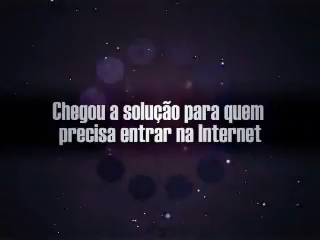 Chegou a solução para quem
precisa entrar na Internet